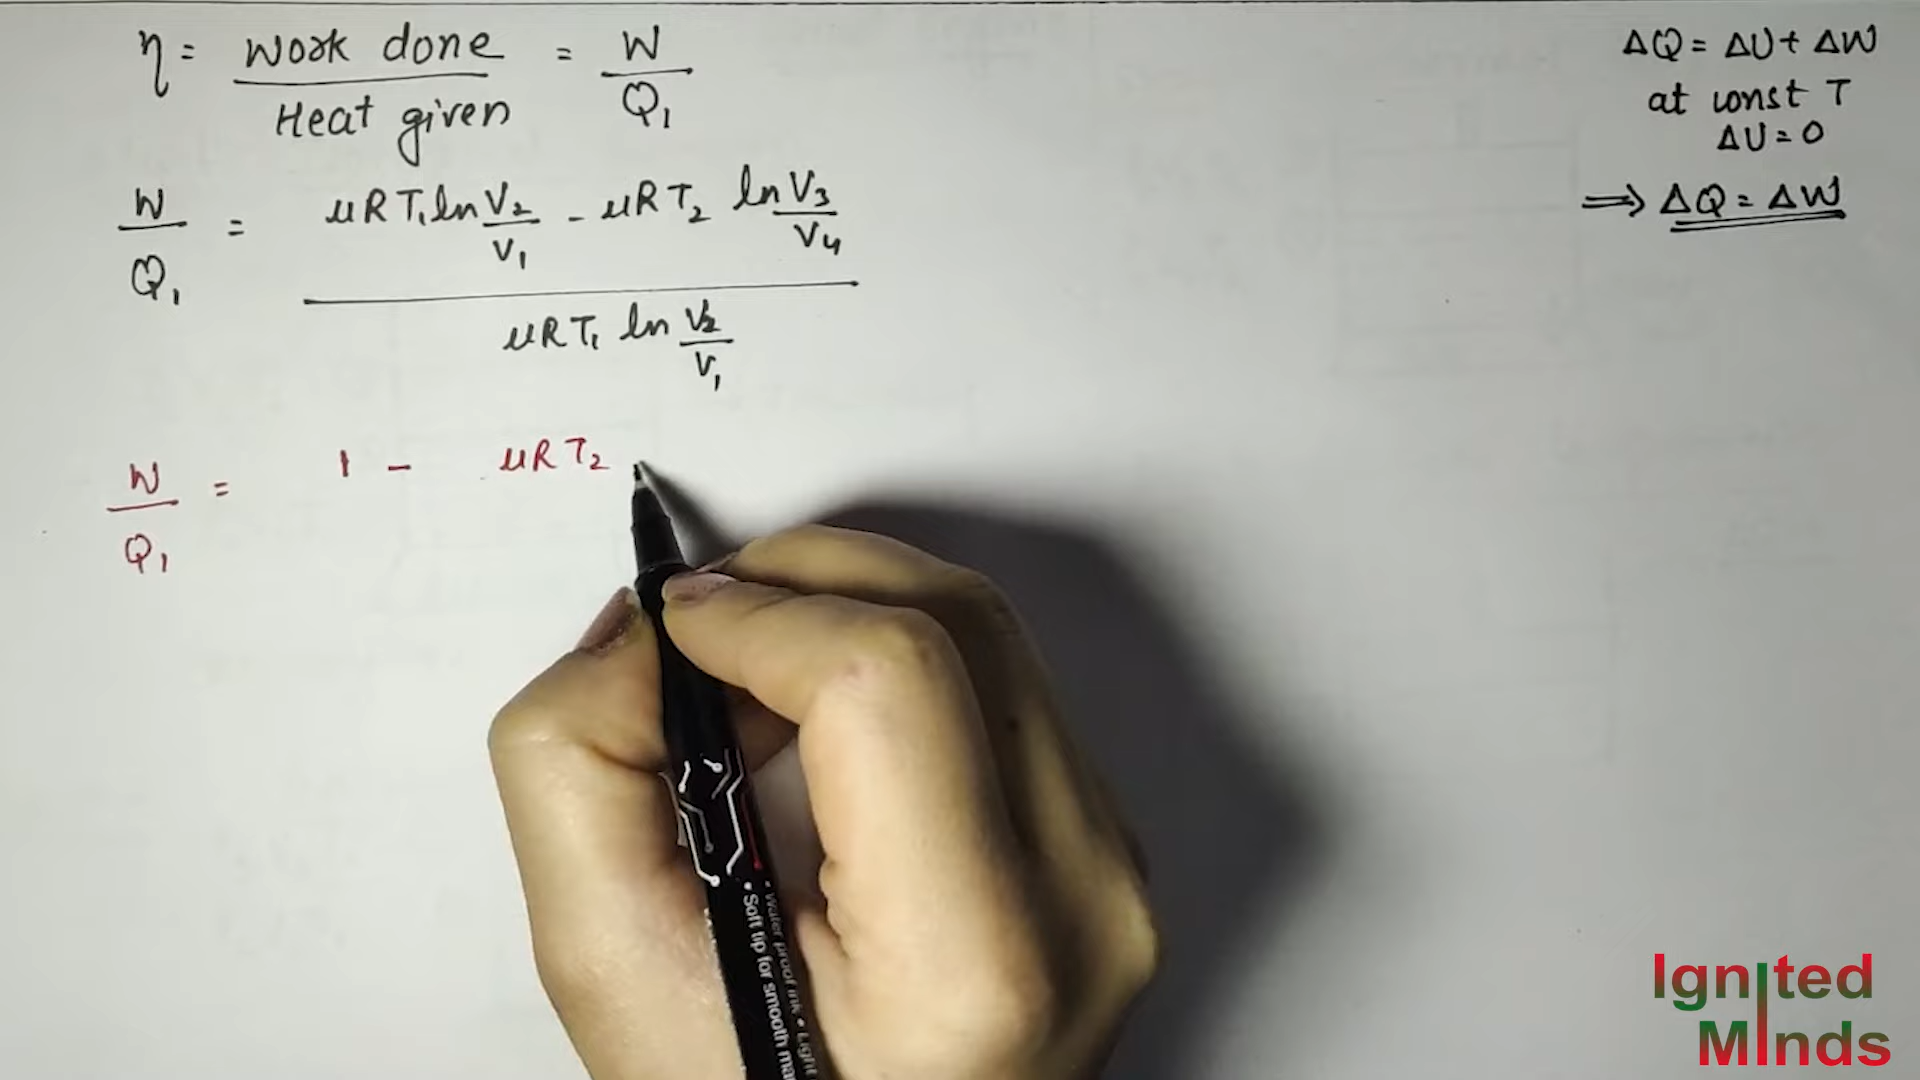 η = Work done / Heat given = W / Q₁
W / Q₁ = μRT₁ ln V₂/V₁ - μRT₂ ln V₃/V₄
μRT₁ ln V₂/V₁
W / Q₁ = 1 - μRT₂
ΔQ = ΔU + ΔW
at const T
ΔU = 0
⟹ ΔQ = ΔW
• Water proof ink • Light
• Soft tip for smooth
Ignited
Minds